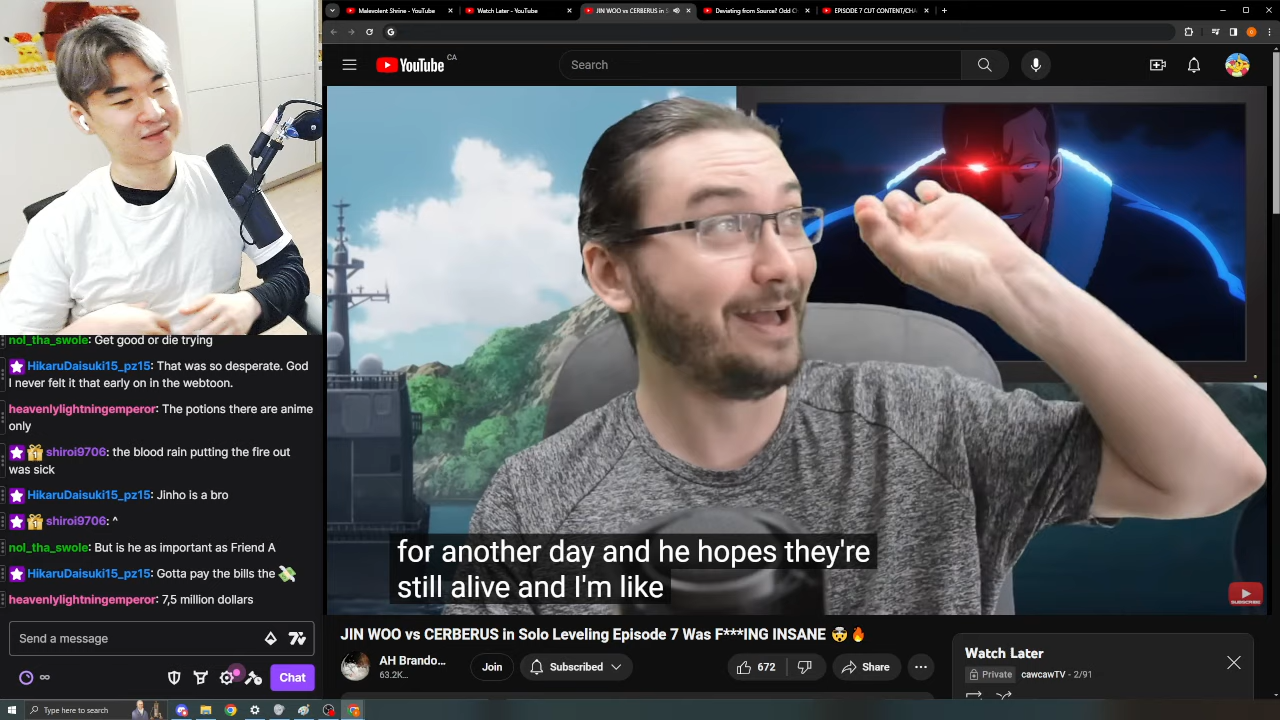 Malevolent Shrine - YouTube
Watch Later - YouTube
JIN WOO vs CERBERUS in S
Deviating from Source? Odd C
EPISODE 7 CUT CONTENT/CHA
YouTube CA
Search
nol_tha_swole: Get good or die trying
HikaruDaisuki15_pz15: That was so desperate. God
I never felt it that early on in the webtoon.
heavenlylightningemperor: The potions there are anime
only
shiroi9706: the blood rain putting the fire out
was sick
HikaruDaisuki15_pz15: Jinho is a bro
shiroi9706: ^
nol_tha_swole: But is he as important as Friend A
HikaruDaisuki15_pz15: Gotta pay the bills the
heavenlylightningemperor: 7,5 million dollars
Send a message
Chat
for another day and he hopes they're
still alive and I'm like
SUBSCRIBE
JIN WOO vs CERBERUS in Solo Leveling Episode 7 Was F***ING INSANE
AH Brando...
63.2K...
Join
Subscribed
672
Share
Watch Later
Private cawcawTV - 2/91
Type here to search